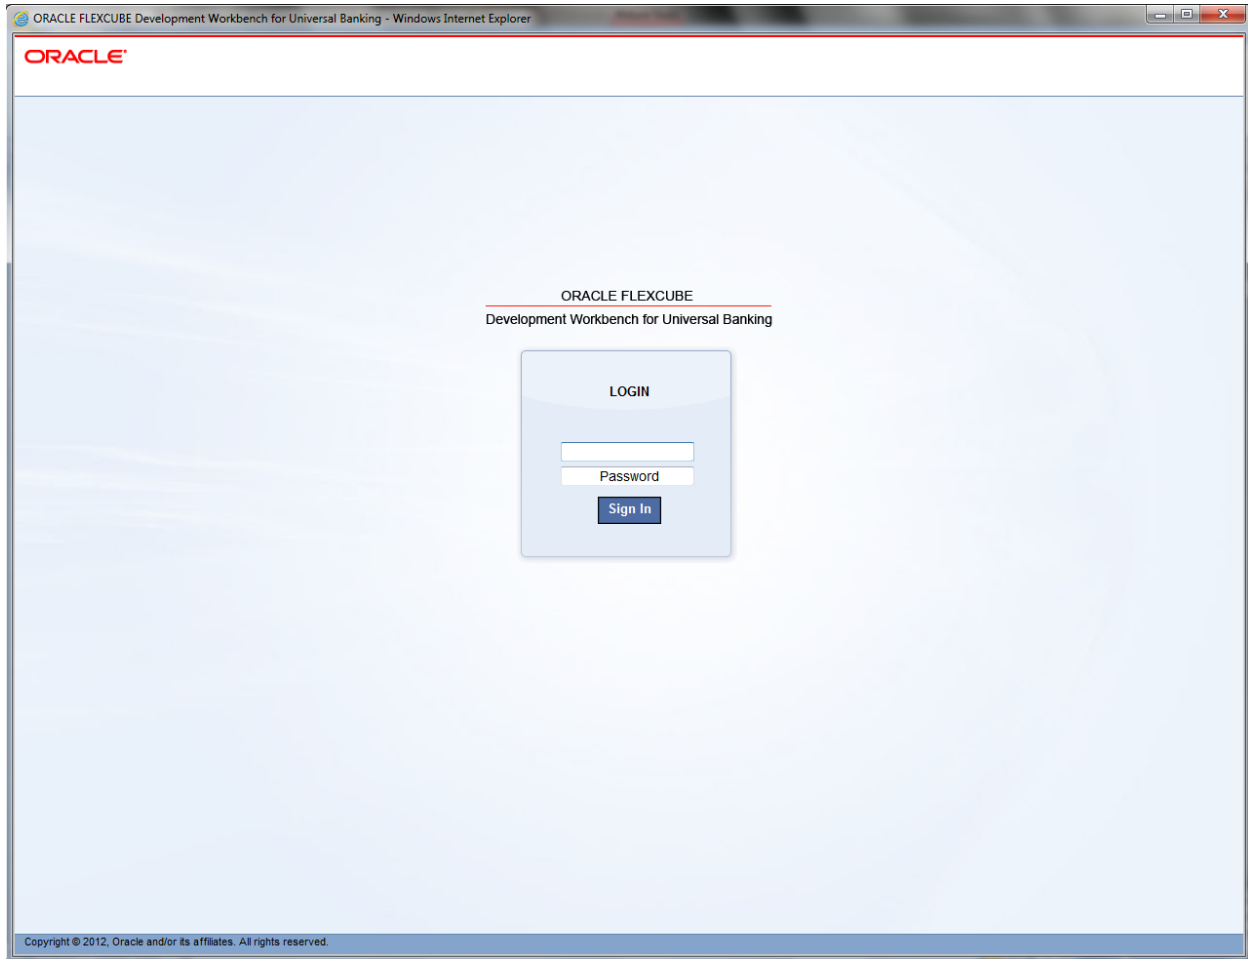 ORACLE FLEXCUBE Development Workbench for Universal Banking - Windows Internet Explorer
ORACLE
ORACLE FLEXCUBE
Development Workbench for Universal Banking
LOGIN
Password
Sign In
Copyright © 2012, Oracle and/or its affiliates. All rights reserved.